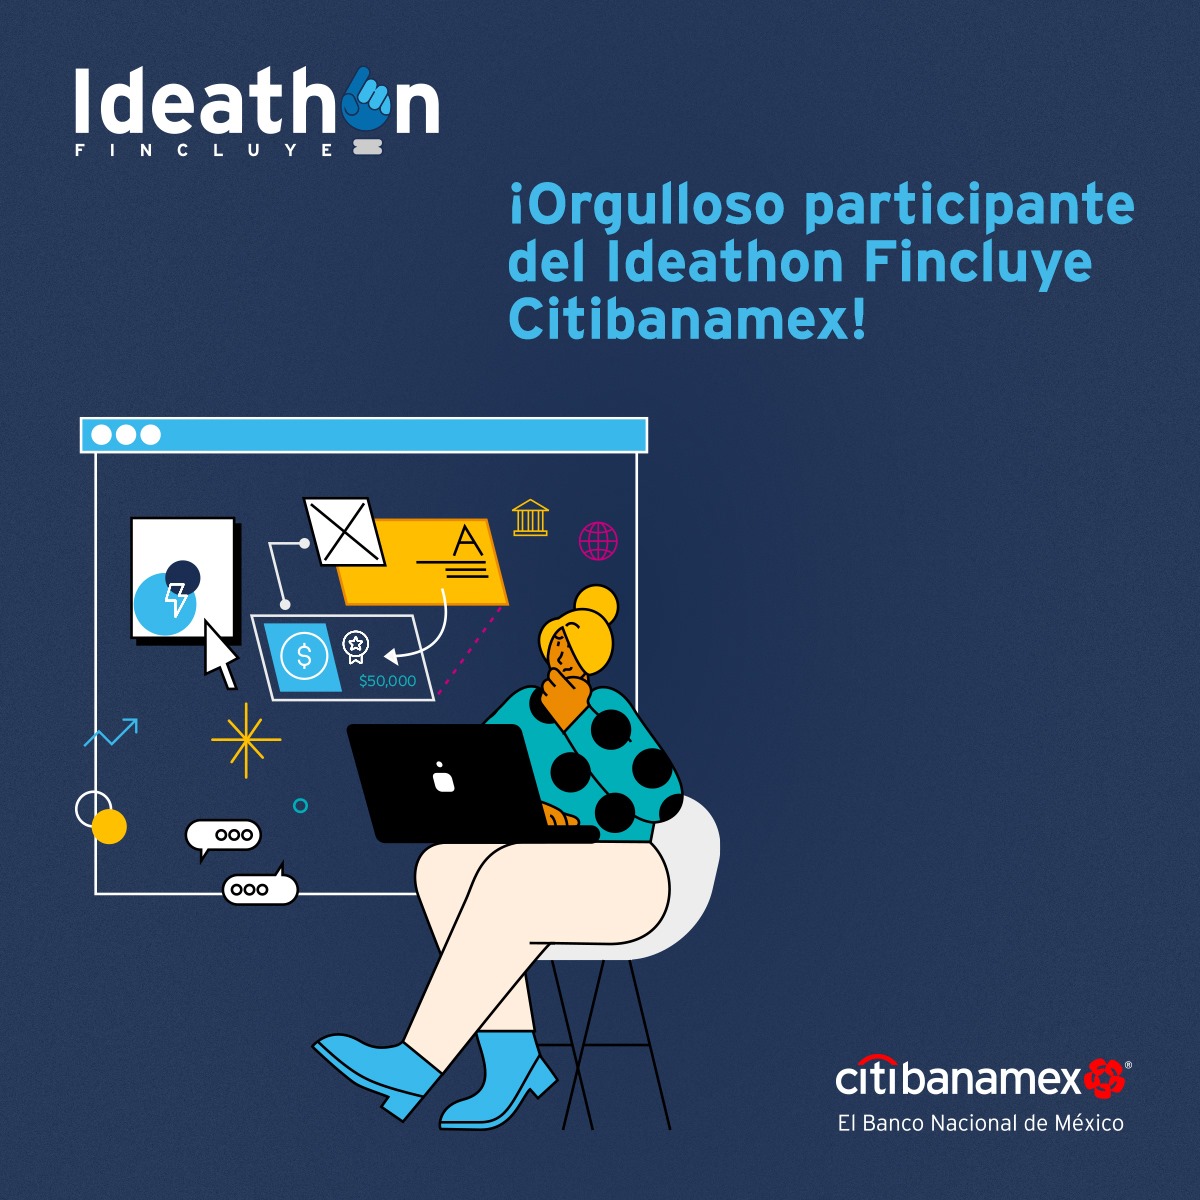 Ideathon
FINCLUYE
¡Orgulloso participante
del Ideathon Fincluye
Citibanamex!
A
$
$50,000
citibanamex®
El Banco Nacional de México